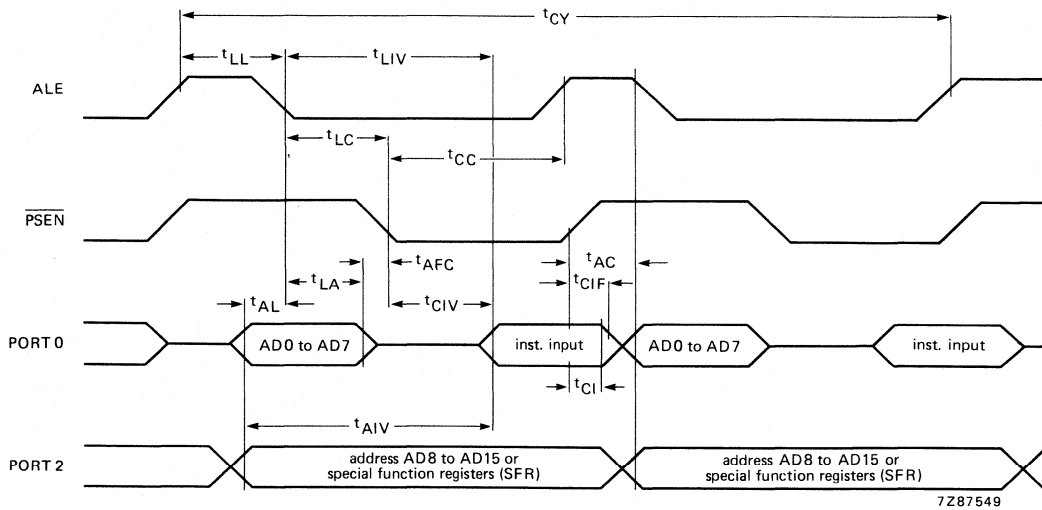 tCY
tLL
tLIV
ALE
tLC
tCC
PSEN
tAFC
tAC
tLA
tCIF
tAL
tCIV
PORT 0
AD0 to AD7
inst. input
AD0 to AD7
inst. input
tCI
tAIV
PORT 2
address AD8 to AD15 or
special function registers (SFR)
address AD8 to AD15 or
special function registers (SFR)
7Z87549